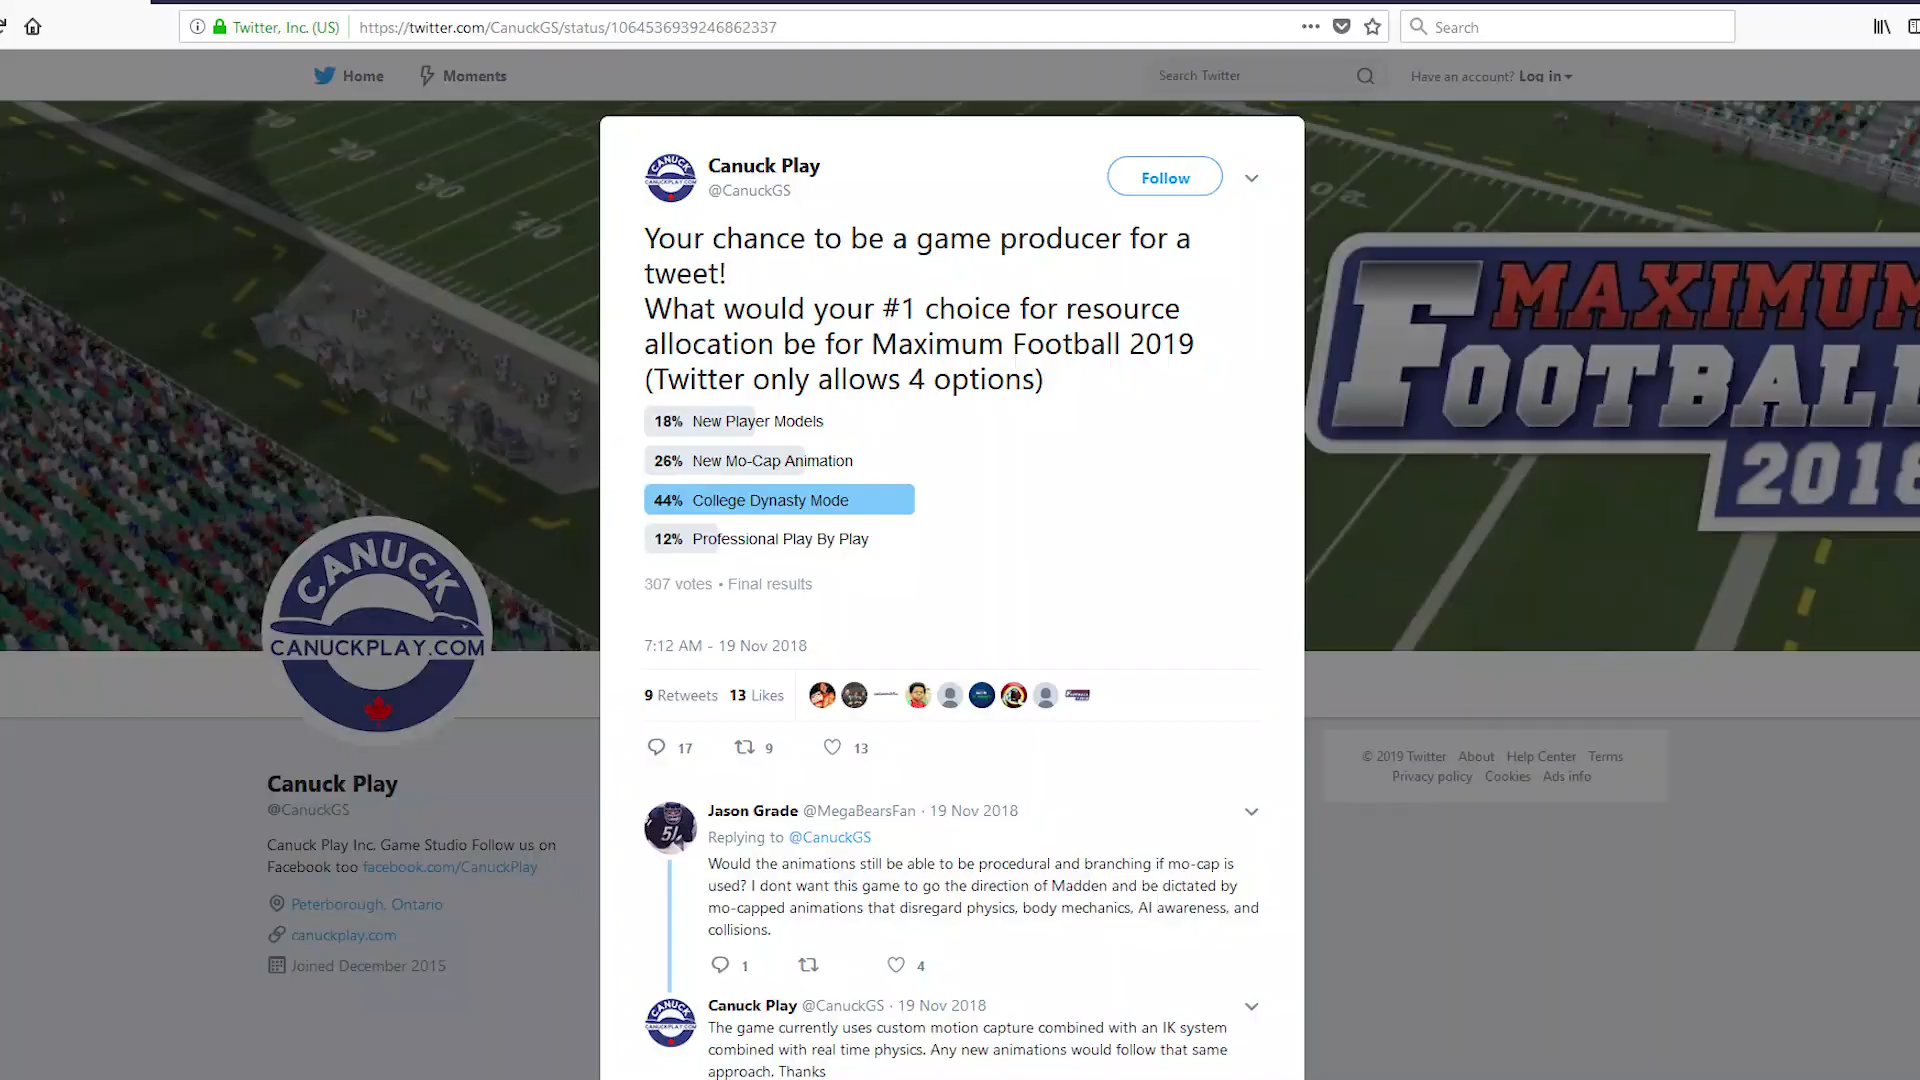 Twitter, Inc. (US)
https://twitter.com/CanuckGS/status/1064536939246862337
Search
Home
Moments
Search Twitter
Have an account? Log in
Canuck Play
@CanuckGS
Follow
Your chance to be a game producer for a
tweet!
What would your #1 choice for resource
allocation be for Maximum Football 2019
(Twitter only allows 4 options)
18% New Player Models
26% New Mo-Cap Animation
44% College Dynasty Mode
12% Professional Play By Play
307 votes • Final results
7:12 AM - 19 Nov 2018
9 Retweets 13 Likes
17 9 13
Jason Grade @MegaBearsFan · 19 Nov 2018
Replying to @CanuckGS
Would the animations still be able to be procedural and branching if mo-cap is
used? I dont want this game to go the direction of Madden and be dictated by
mo-capped animations that disregard physics, body mechanics, AI awareness, and
collisions.
1 4
Canuck Play @CanuckGS · 19 Nov 2018
The game currently uses custom motion capture combined with an IK system
combined with real time physics. Any new animations would follow that same
approach. Thanks
CANUCK
CANUCKPLAY.COM
Canuck Play
@CanuckGS
Canuck Play Inc. Game Studio Follow us on
Facebook too facebook.com/CanuckPlay
Peterborough, Ontario
canuckplay.com
Joined December 2015
MAXIMUM
FOOTBALL
2018
© 2019 Twitter About Help Center Terms
Privacy policy Cookies Ads info